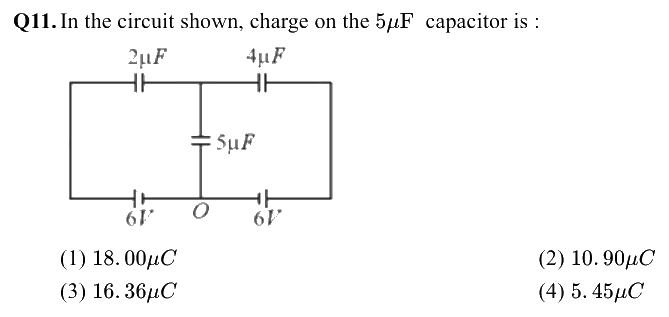 Q11. In the circuit shown, charge on the 5μF capacitor is :
2μF 4μF
5μF
6V O 6V
(1) 18.00μC (2) 10.90μC
(3) 16.36μC (4) 5.45μC